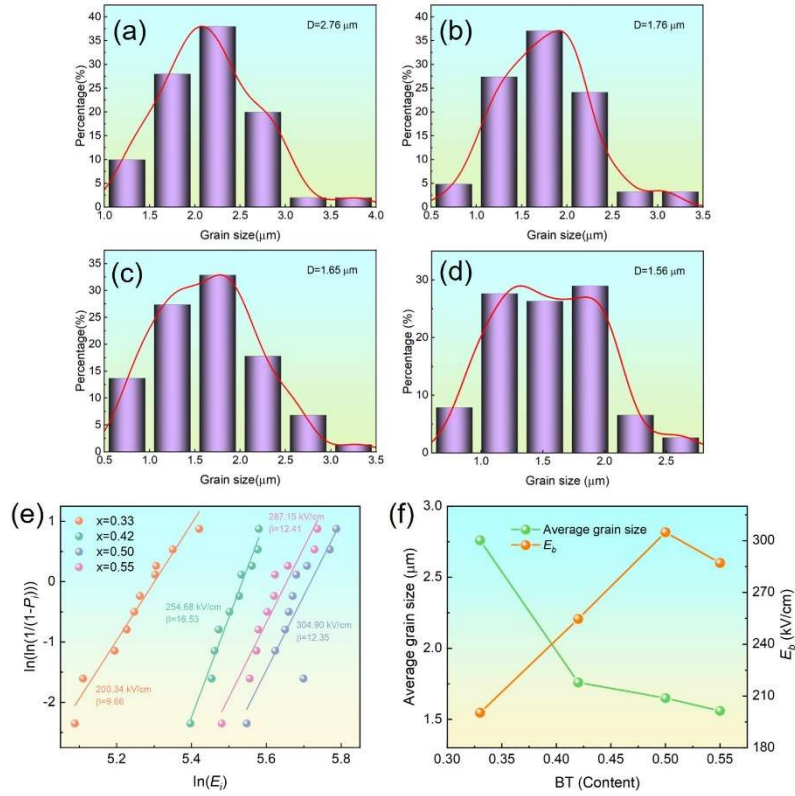 (a)
D=2.76 μm
Percentage(%)
40
35
30
25
20
15
10
5
0
1.0 1.5 2.0 2.5 3.0 3.5 4.0
Grain size(μm)
(b)
D=1.76 μm
Percentage(%)
40
35
30
25
20
15
10
5
0
0.5 1.0 1.5 2.0 2.5 3.0 3.5
Grain size(μm)
(c)
D=1.65 μm
Percentage (%)
35
30
25
20
15
10
5
0
0.5 1.0 1.5 2.0 2.5 3.0 3.5
Grain size (μm)
(d)
D=1.56 μm
Percentage (%)
30
20
10
0
1.0 1.5 2.0 2.5
Grain size (μm)
(e)
x=0.33
x=0.42
x=0.50
x=0.55
287.15 kV/cm
β=12.41
254.68 kV/cm
β=16.53
304.90 kV/cm
β=12.35
200.34 kV/cm
β=9.66
ln(ln(1/(1-Pi)))
1
0
-1
-2
5.2 5.4 5.6 5.8
ln(Ei)
(f)
Average grain size
Eb
Average grain size (μm)
3.0
2.5
2.0
1.5
Eb (kV/cm)
300
270
240
210
180
0.30 0.35 0.40 0.45 0.50 0.55
BT (Content)